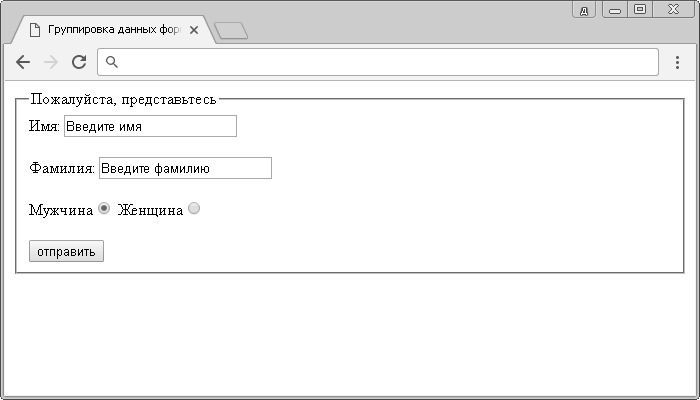 д
Группировка данных фор
Пожалуйста, представьтесь
Имя: Введите имя
Фамилия: Введите фамилию
Мужчина Женщина
отправить